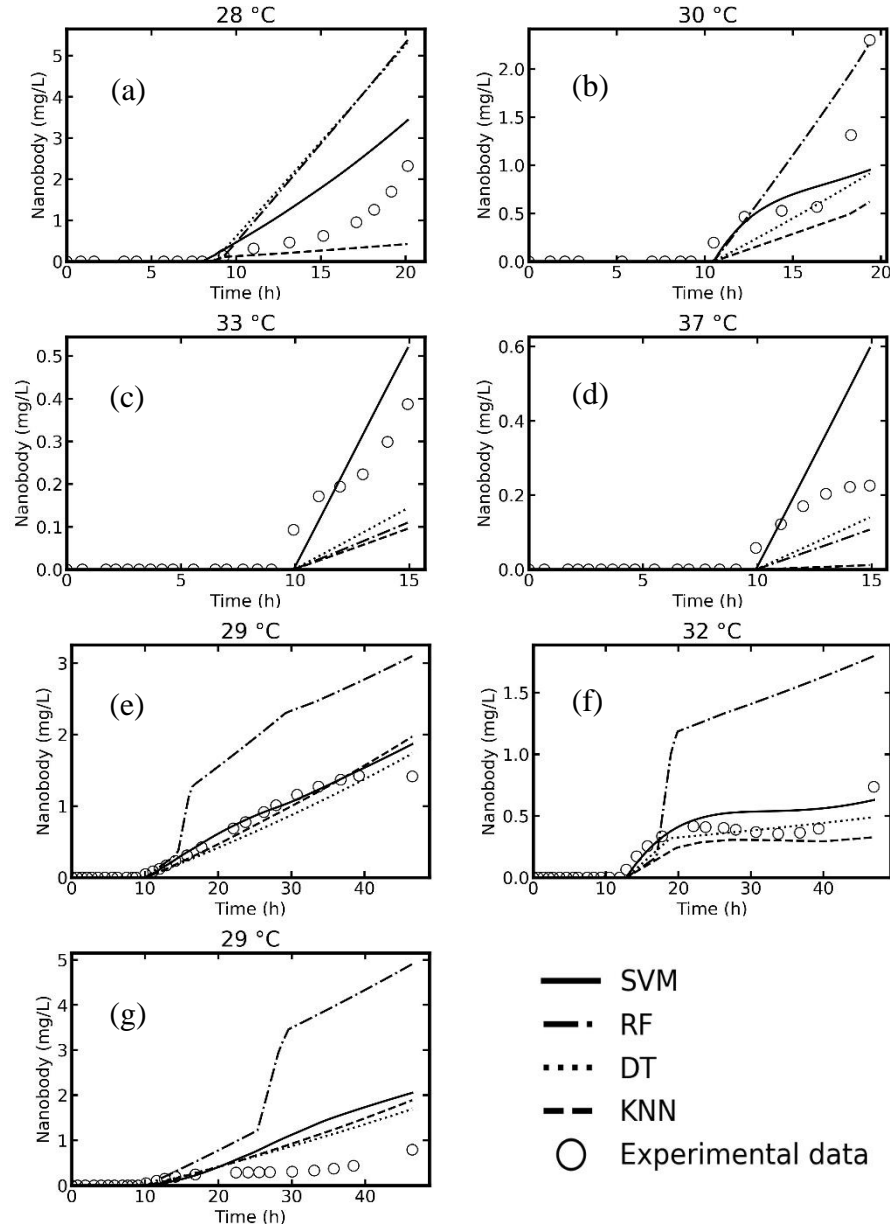 28 °C
30 °C
Nanobody (mg/L)
5
4
3
2
1
0
(a)
0 5 10 15 20
Time (h)
Nanobody (mg/L)
2.0
1.5
1.0
0.5
0.0
(b)
0 5 10 15 20
Time (h)
33 °C
37 °C
Nanobody (mg/L)
0.5
0.4
0.3
0.2
0.1
0.0
(c)
0 5 10 15
Time (h)
Nanobody (mg/L)
0.6
0.4
0.2
0.0
(d)
0 5 10 15
Time (h)
29 °C
32 °C
Nanobody (mg/L)
3
2
1
0
(e)
0 10 20 30 40
Time (h)
Nanobody (mg/L)
1.5
1.0
0.5
0.0
(f)
0 10 20 40
Time (h)
29 °C
Nanobody (mg/L)
5
4
3
2
1
0
(g)
0 10 20 30 40
Time (h)
SVM
RF
DT
KNN
Experimental data